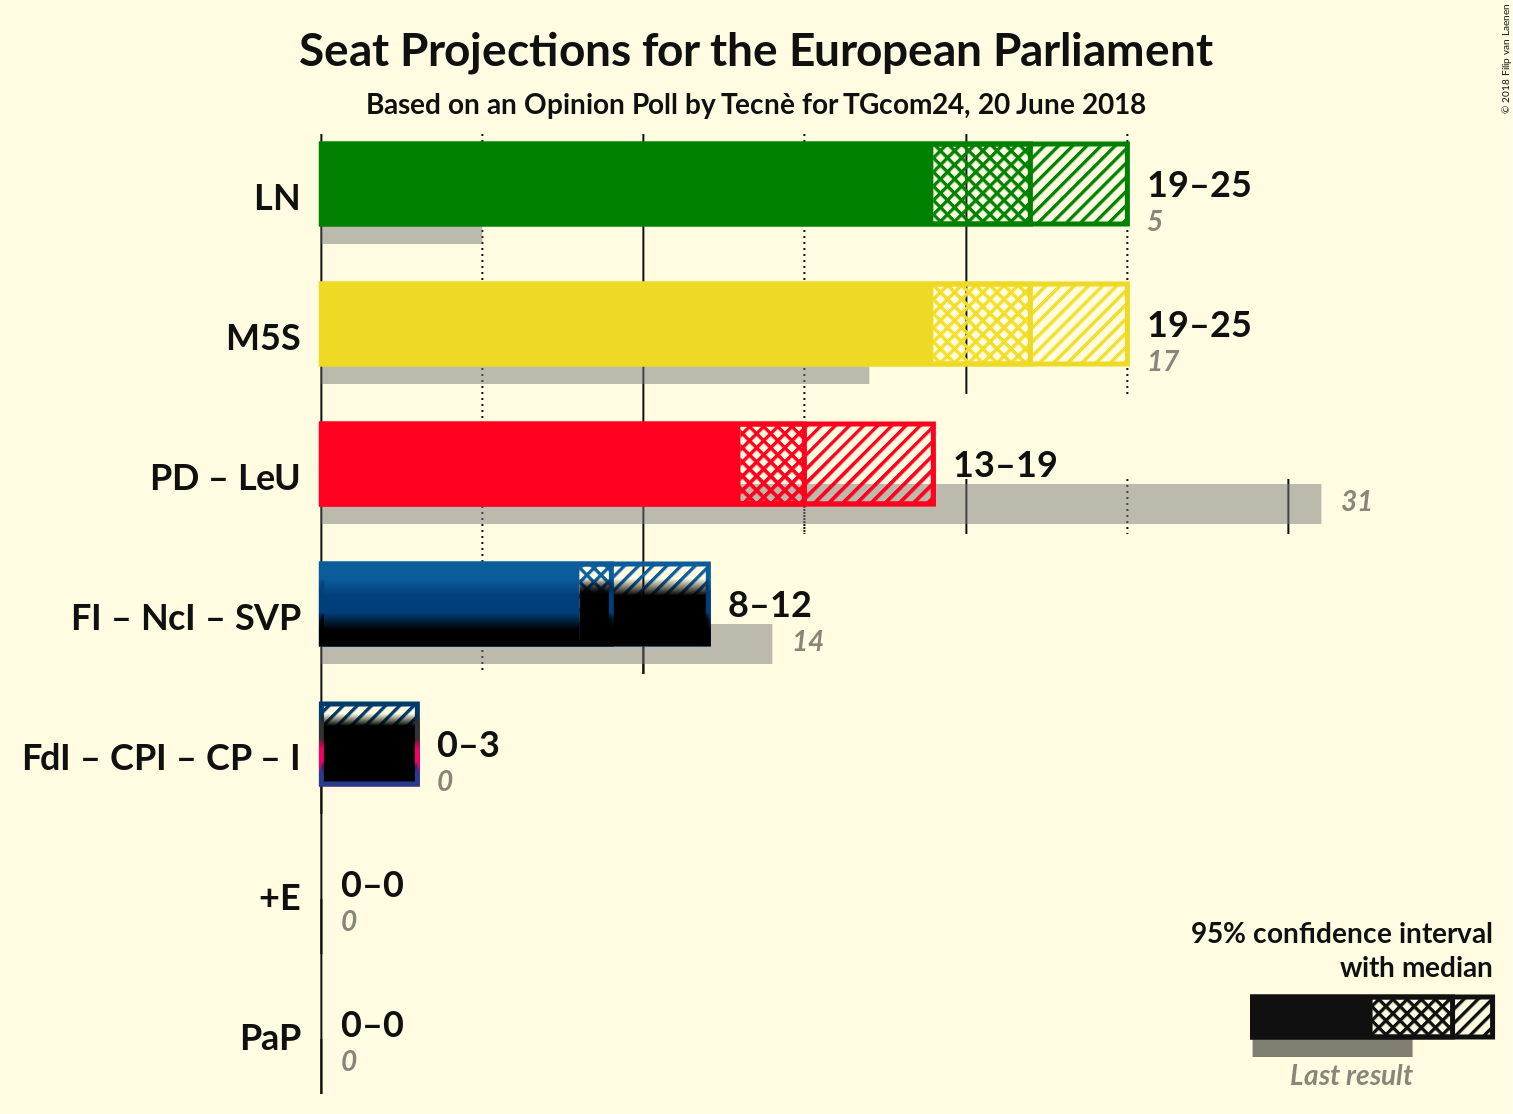 Seat Projections for the European Parliament
Based on an Opinion Poll by Tecnè for TGcom24, 20 June 2018
© 2018 Filip van Laenen
LN
19–25
5
M5S
19–25
17
PD – LeU
13–19
31
FI – NcI – SVP
8–12
14
FdI – CPI – CP – I
0–3
0
+E
0–0
0
PaP
0–0
0
95% confidence interval
with median
Last result